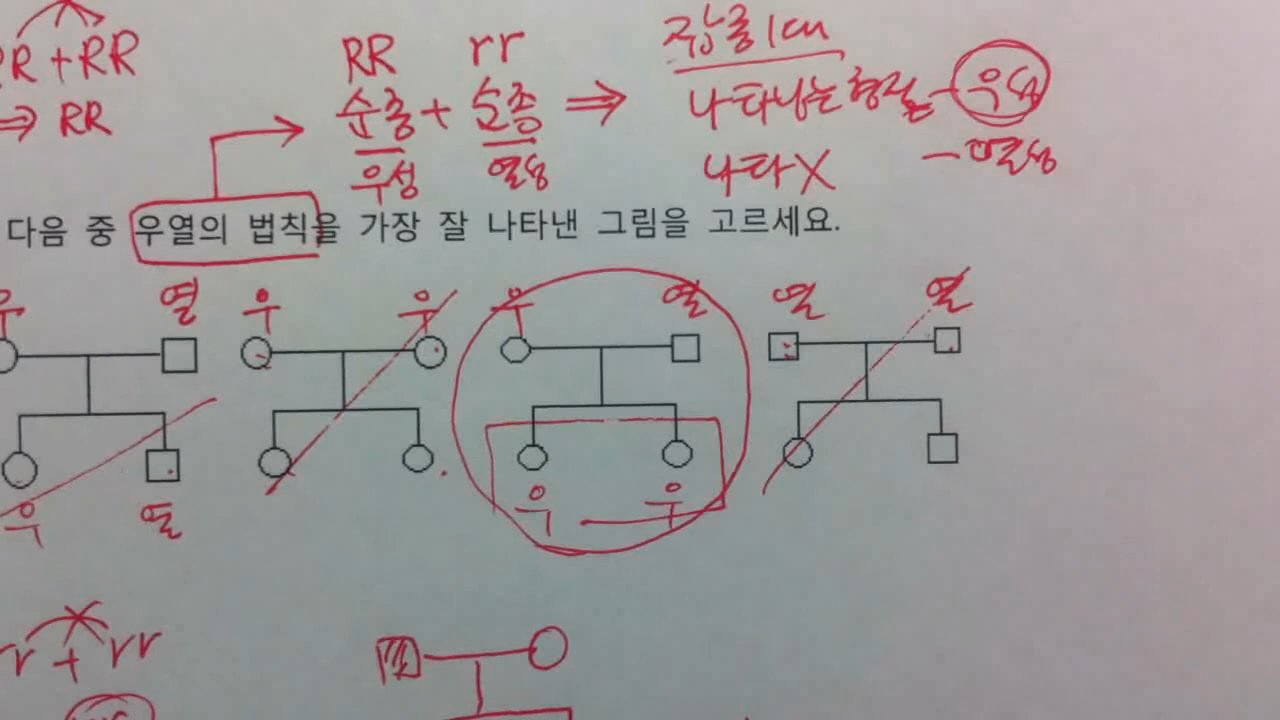 RR + RR
⇒ RR
RR rr
순종 + 순종 ⇒
우성 열성
잡종 1대
나타나는 형질 - 우성
나타X - 열성
다음 중 우열의 법칙을 가장 잘 나타낸 그림을 고르세요.
우 열 우 우 우 열 열 열
우 열 우 우
rr + rr